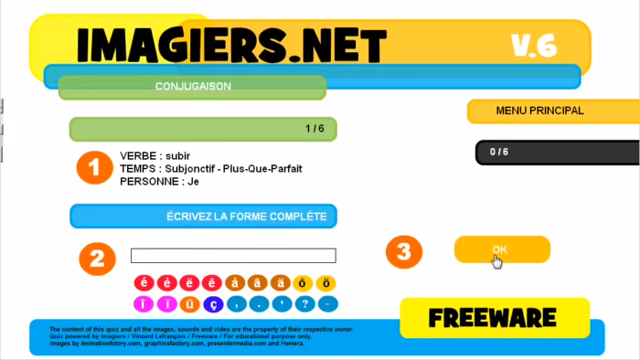 IMAGIERS.NET
V.6
CONJUGAISON
MENU PRINCIPAL
1 / 6
0 / 6
1
VERBE : subir
TEMPS : Subjonctif - Plus-Que-Parfait
PERSONNE : Je
ÉCRIVEZ LA FORME COMPLÈTE
2
3
OK
ç , . ' ? -
FREEWARE
The content of this quiz and all the images, sounds and video are the property of their respective owner.
Quiz powered by Imagiers / Vincent Lefrançois / Freeware / For educational purpose only.
Images by Animationfactory.com, graphicsfactory.com, presentermedia.com and Hemera.